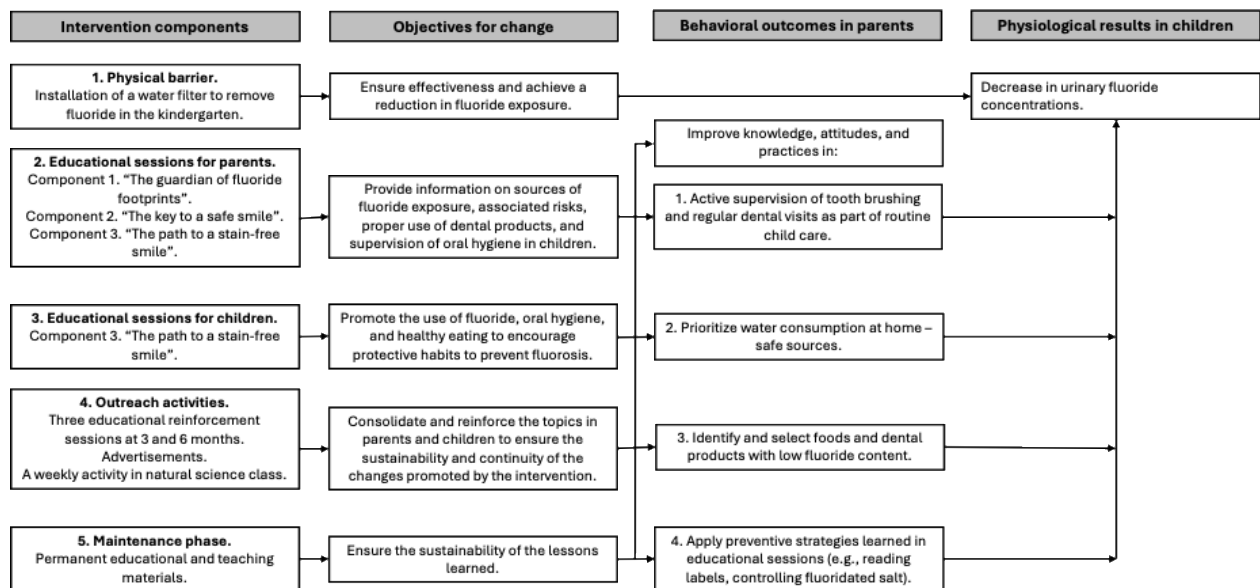 Intervention components
Objectives for change
Behavioral outcomes in parents
Physiological results in children
1. Physical barrier.
Installation of a water filter to remove
fluoride in the kindergarten.
Ensure effectiveness and achieve a
reduction in fluoride exposure.
Decrease in urinary fluoride
concentrations.
Improve knowledge, attitudes, and
practices in:
2. Educational sessions for parents.
Component 1. “The guardian of fluoride
footprints”.
Component 2. “The key to a safe smile”.
Component 3. “The path to a stain-free
smile”.
Provide information on sources of
fluoride exposure, associated risks,
proper use of dental products, and
supervision of oral hygiene in children.
1. Active supervision of tooth brushing
and regular dental visits as part of routine
child care.
3. Educational sessions for children.
Component 3. “The path to a stain-free
smile”.
Promote the use of fluoride, oral hygiene,
and healthy eating to encourage
protective habits to prevent fluorosis.
2. Prioritize water consumption at home –
safe sources.
4. Outreach activities.
Three educational reinforcement
sessions at 3 and 6 months.
Advertisements.
A weekly activity in natural science class.
Consolidate and reinforce the topics in
parents and children to ensure the
sustainability and continuity of the
changes promoted by the intervention.
3. Identify and select foods and dental
products with low fluoride content.
5. Maintenance phase.
Permanent educational and teaching
materials.
Ensure the sustainability of the lessons
learned.
4. Apply preventive strategies learned in
educational sessions (e.g., reading
labels, controlling fluoridated salt).